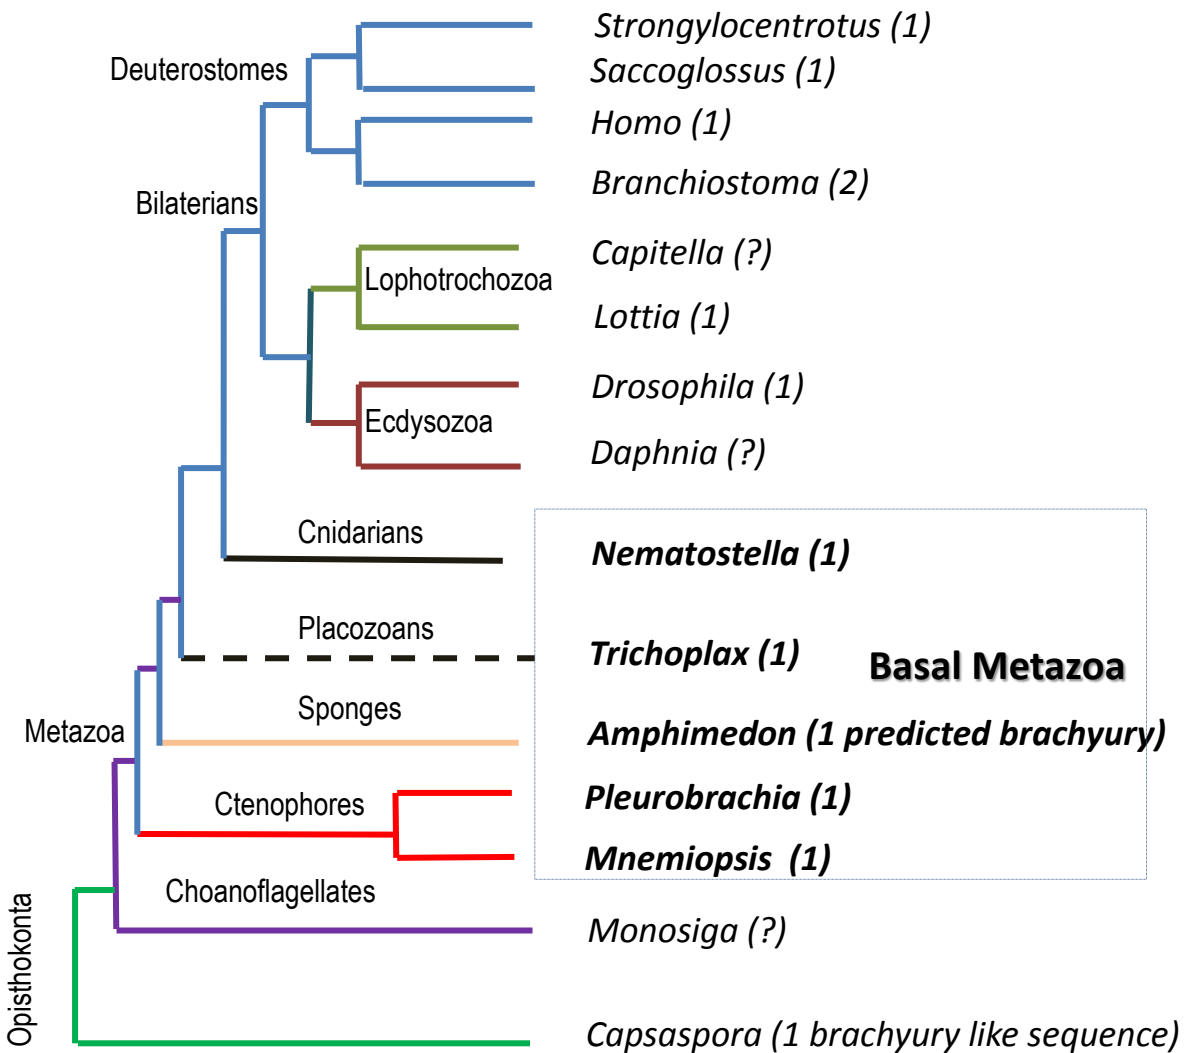 Strongylocentrotus (1)
Deuterostomes
Saccoglossus (1)
Homo (1)
Branchiostoma (2)
Bilaterians
Capitella (?)
Lophotrochozoa
Lottia (1)
Drosophila (1)
Ecdysozoa
Daphnia (?)
Cnidarians
Nematostella (1)
Placozoans
Trichoplax (1)
Basal Metazoa
Sponges
Metazoa
Amphimedon (1 predicted brachyury)
Ctenophores
Pleurobrachia (1)
Mnemiopsis (1)
Choanoflagellates
Monosiga (?)
Opisthokonta
Capsaspora (1 brachyury like sequence)